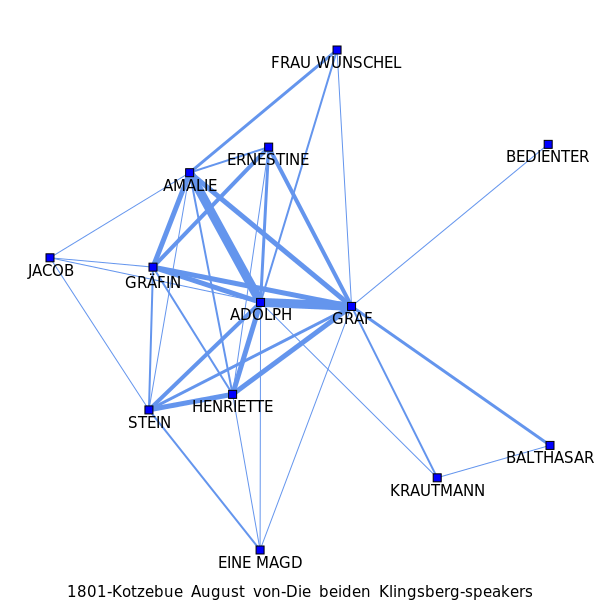 FRAU WUNSCHEL
BEDIENTER
ERNESTINE
AMALIE
JACOB
GRÄFIN
ADOLPH
GRAF
HENRIETTE
STEIN
BALTHASAR
KRAUTMANN
EINE MAGD
1801-Kotzebue August von-Die beiden Klingsberg-speakers